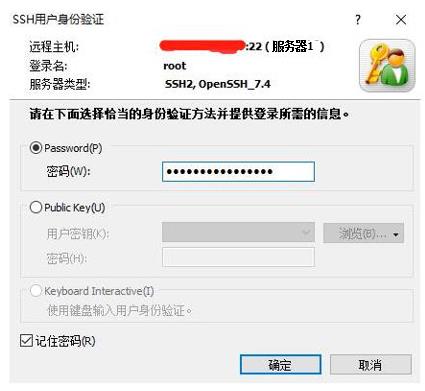 SSH用户身份验证
?
远程主机: :22 ( 服务器1 )
登录名: root
服务器类型: SSH2, OpenSSH_7.4
请在下面选择恰当的身份验证方法并提供登录所需的信息。
Password(P)
密码(W): ••••••••••••••••
Public Key(U)
用户密钥(K): 浏览(B)...
密码(H):
Keyboard Interactive(I)
使用键盘输入用户身份验证。
记住密码(R)
确定 取消